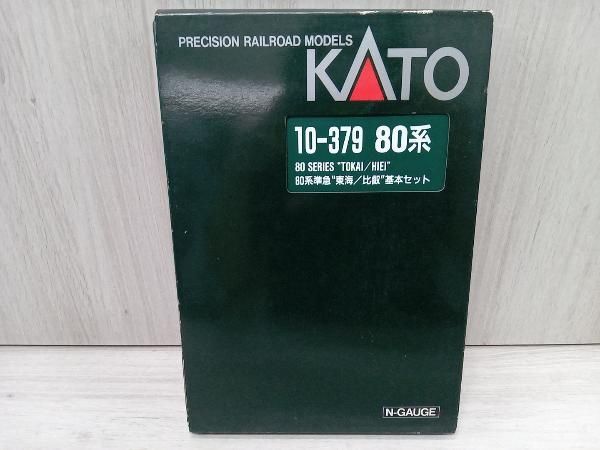 PRECISION RAILROAD MODELS
KATO
10-379 80系
80 SERIES "TOKAI/HIEI"
80系準急"東海/比叡"基本セット
N-GAUGE